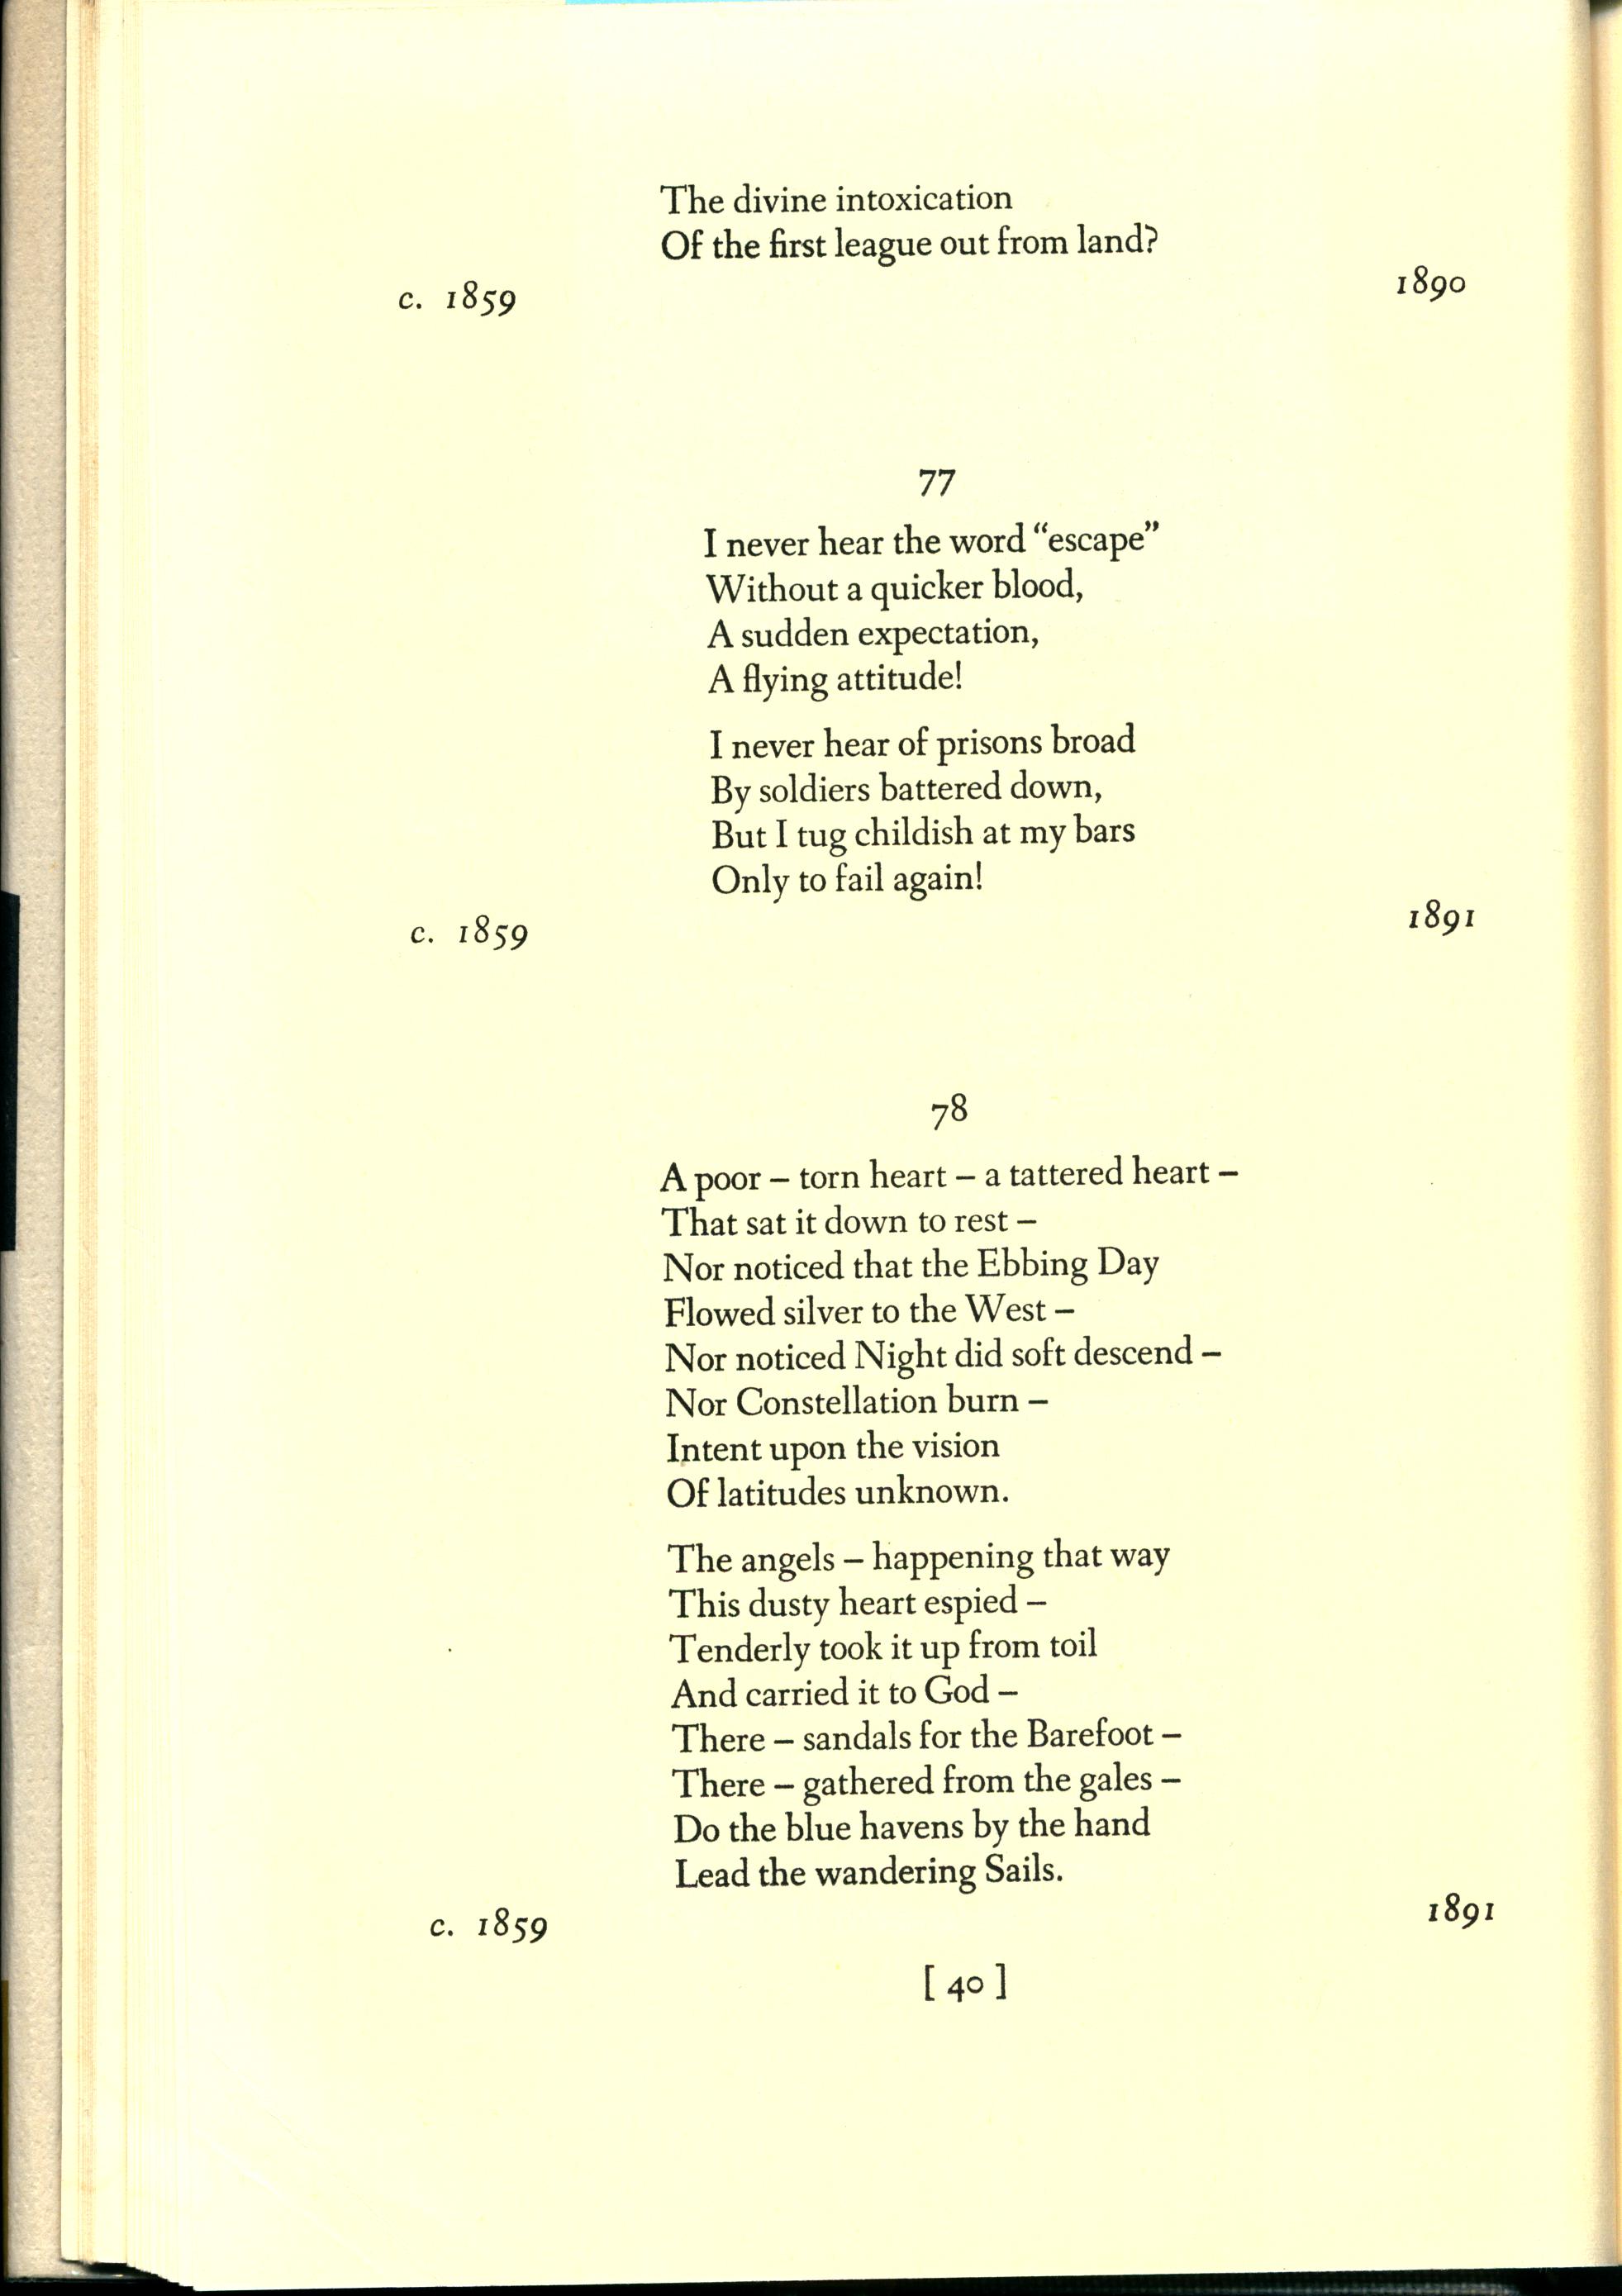 The divine intoxication
Of the first league out from land?
c. 1859 1890
77
I never hear the word “escape”
Without a quicker blood,
A sudden expectation,
A flying attitude!
I never hear of prisons broad
By soldiers battered down,
But I tug childish at my bars
Only to fail again!
c. 1859 1891
78
A poor – torn heart – a tattered heart –
That sat it down to rest –
Nor noticed that the Ebbing Day
Flowed silver to the West –
Nor noticed Night did soft descend –
Nor Constellation burn –
Intent upon the vision
Of latitudes unknown.
The angels – happening that way
This dusty heart espied –
Tenderly took it up from toil
And carried it to God –
There – sandals for the Barefoot –
There – gathered from the gales –
Do the blue havens by the hand
Lead the wandering Sails.
c. 1859 1891
[ 40 ]